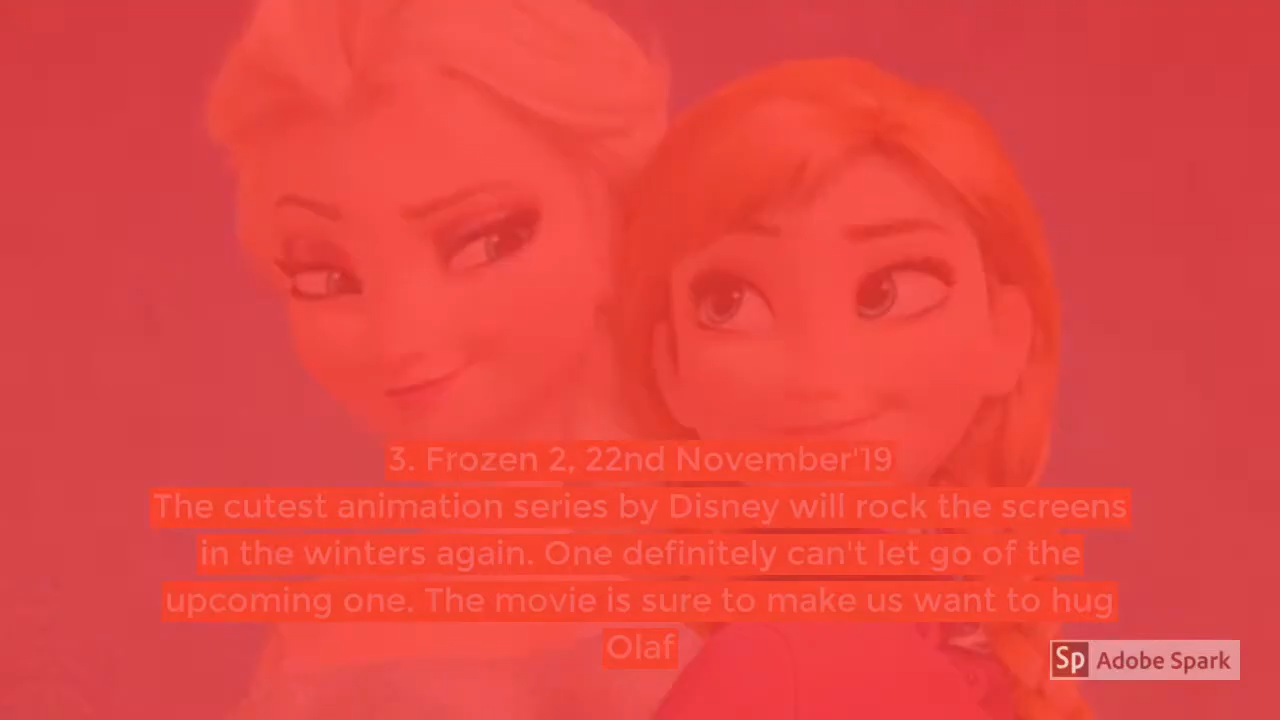 3. Frozen 2, 22nd November'19
The cutest animation series by Disney will rock the screens
in the winters again. One definitely can't let go of the
upcoming one. The movie is sure to make us want to hug
Olaf
Sp Adobe Spark